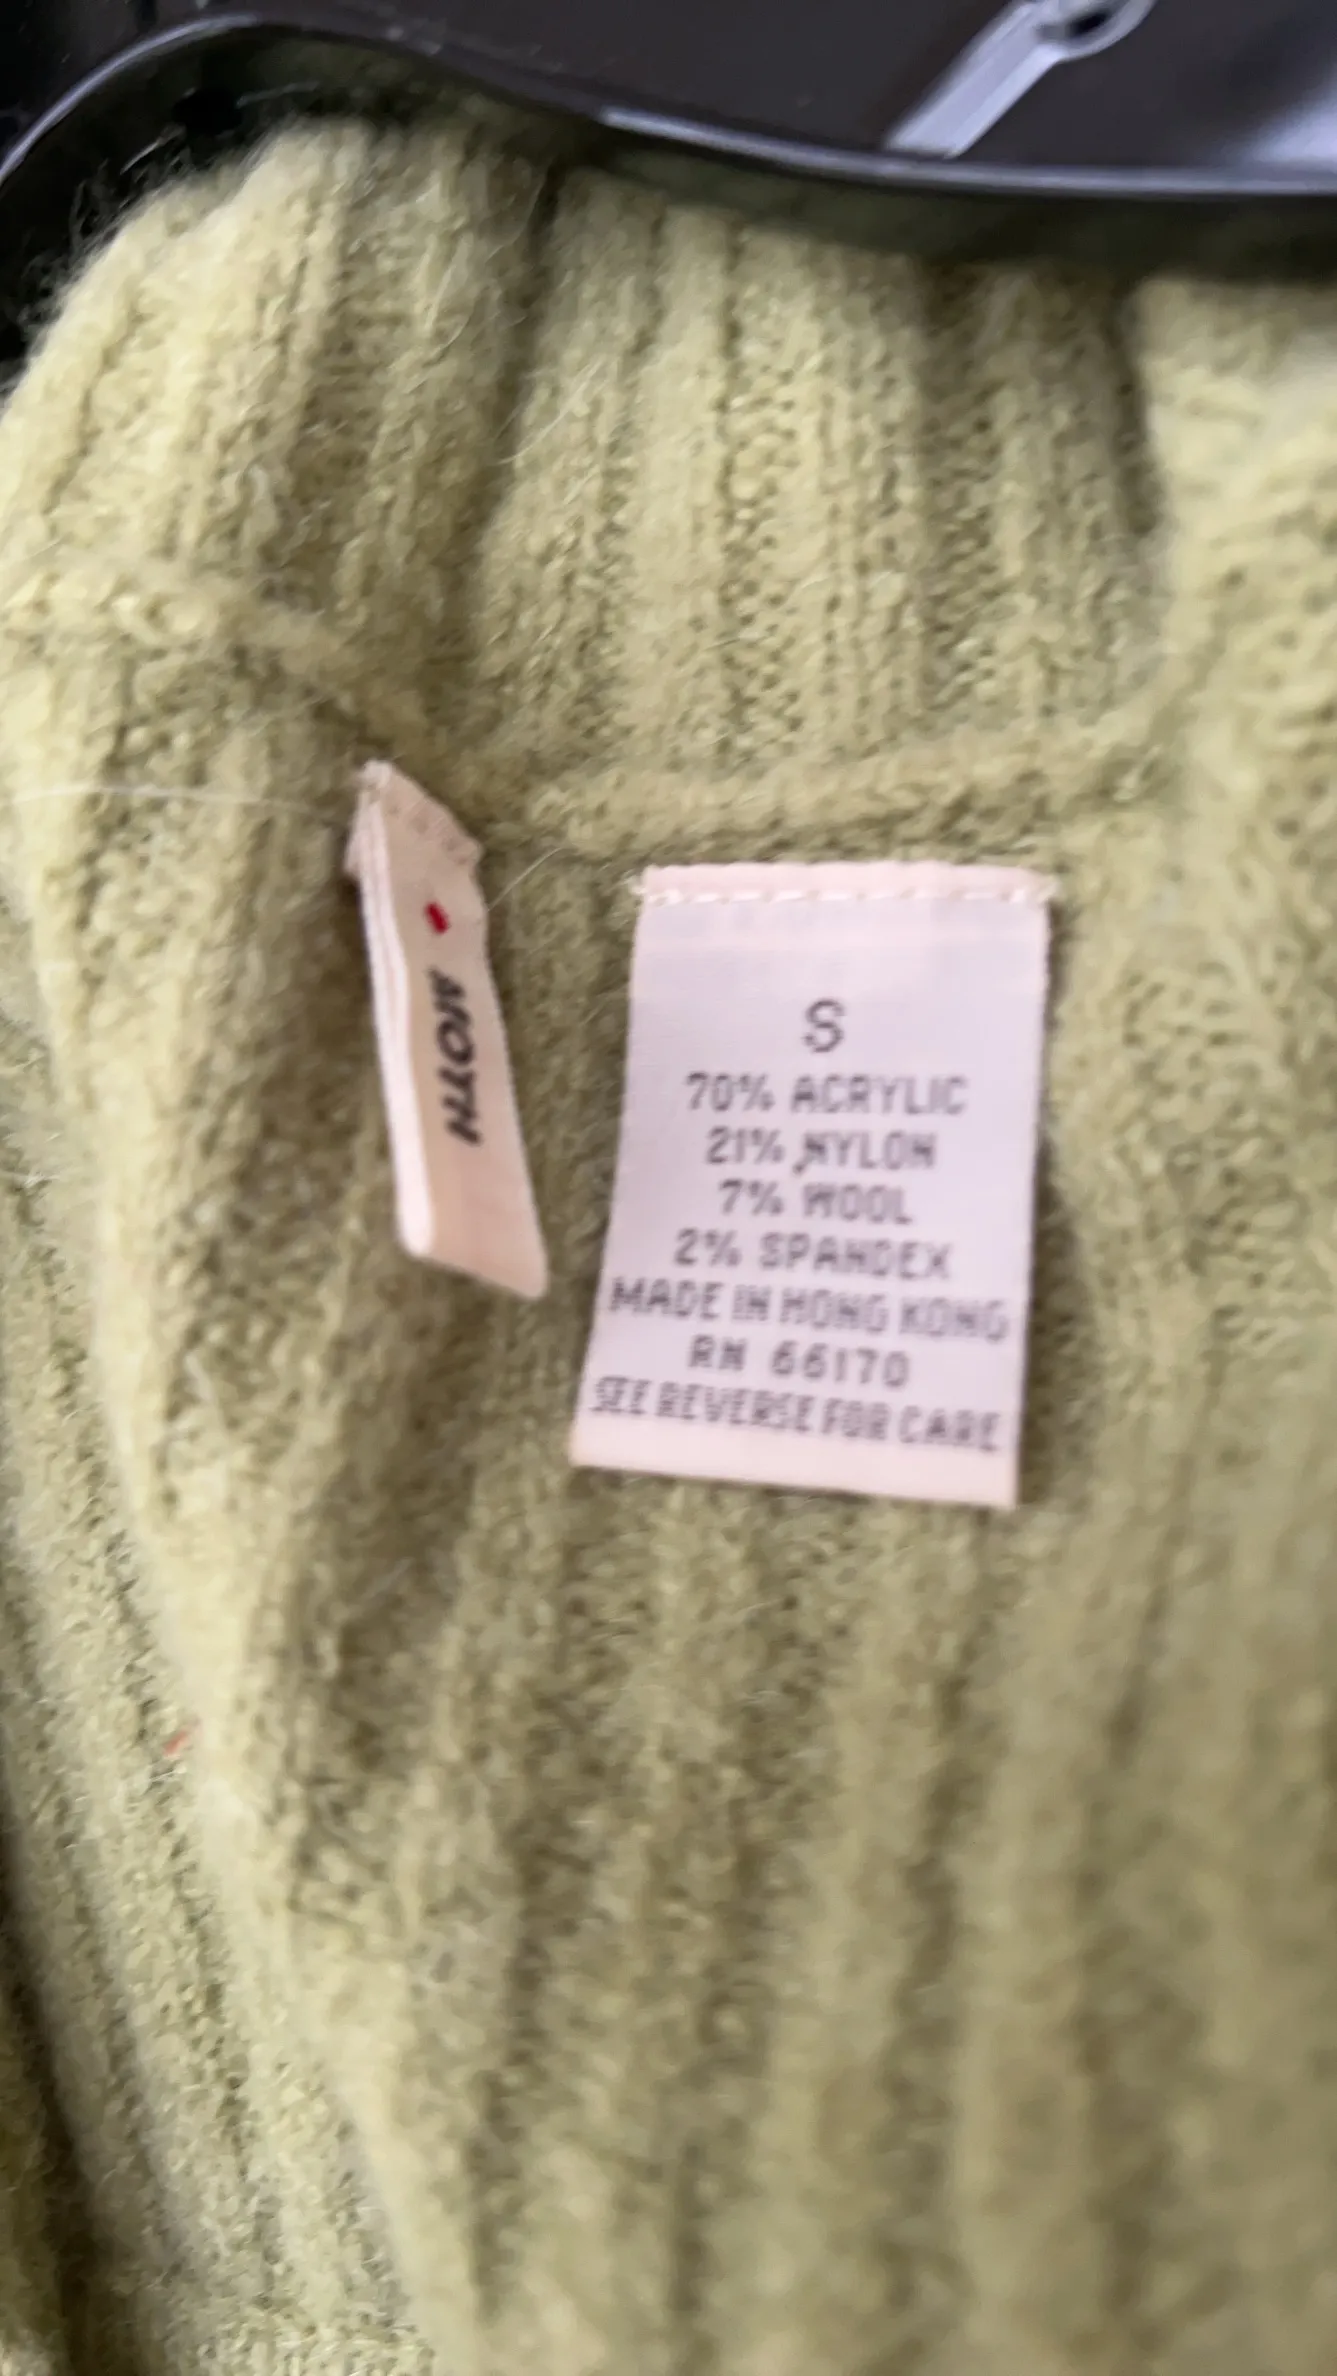 MOTH
S
70% ACRYLIC
21% NYLON
7% WOOL
2% SPANDEX
MADE IN HONG KONG
RN 66170
SEE REVERSE FOR CARE